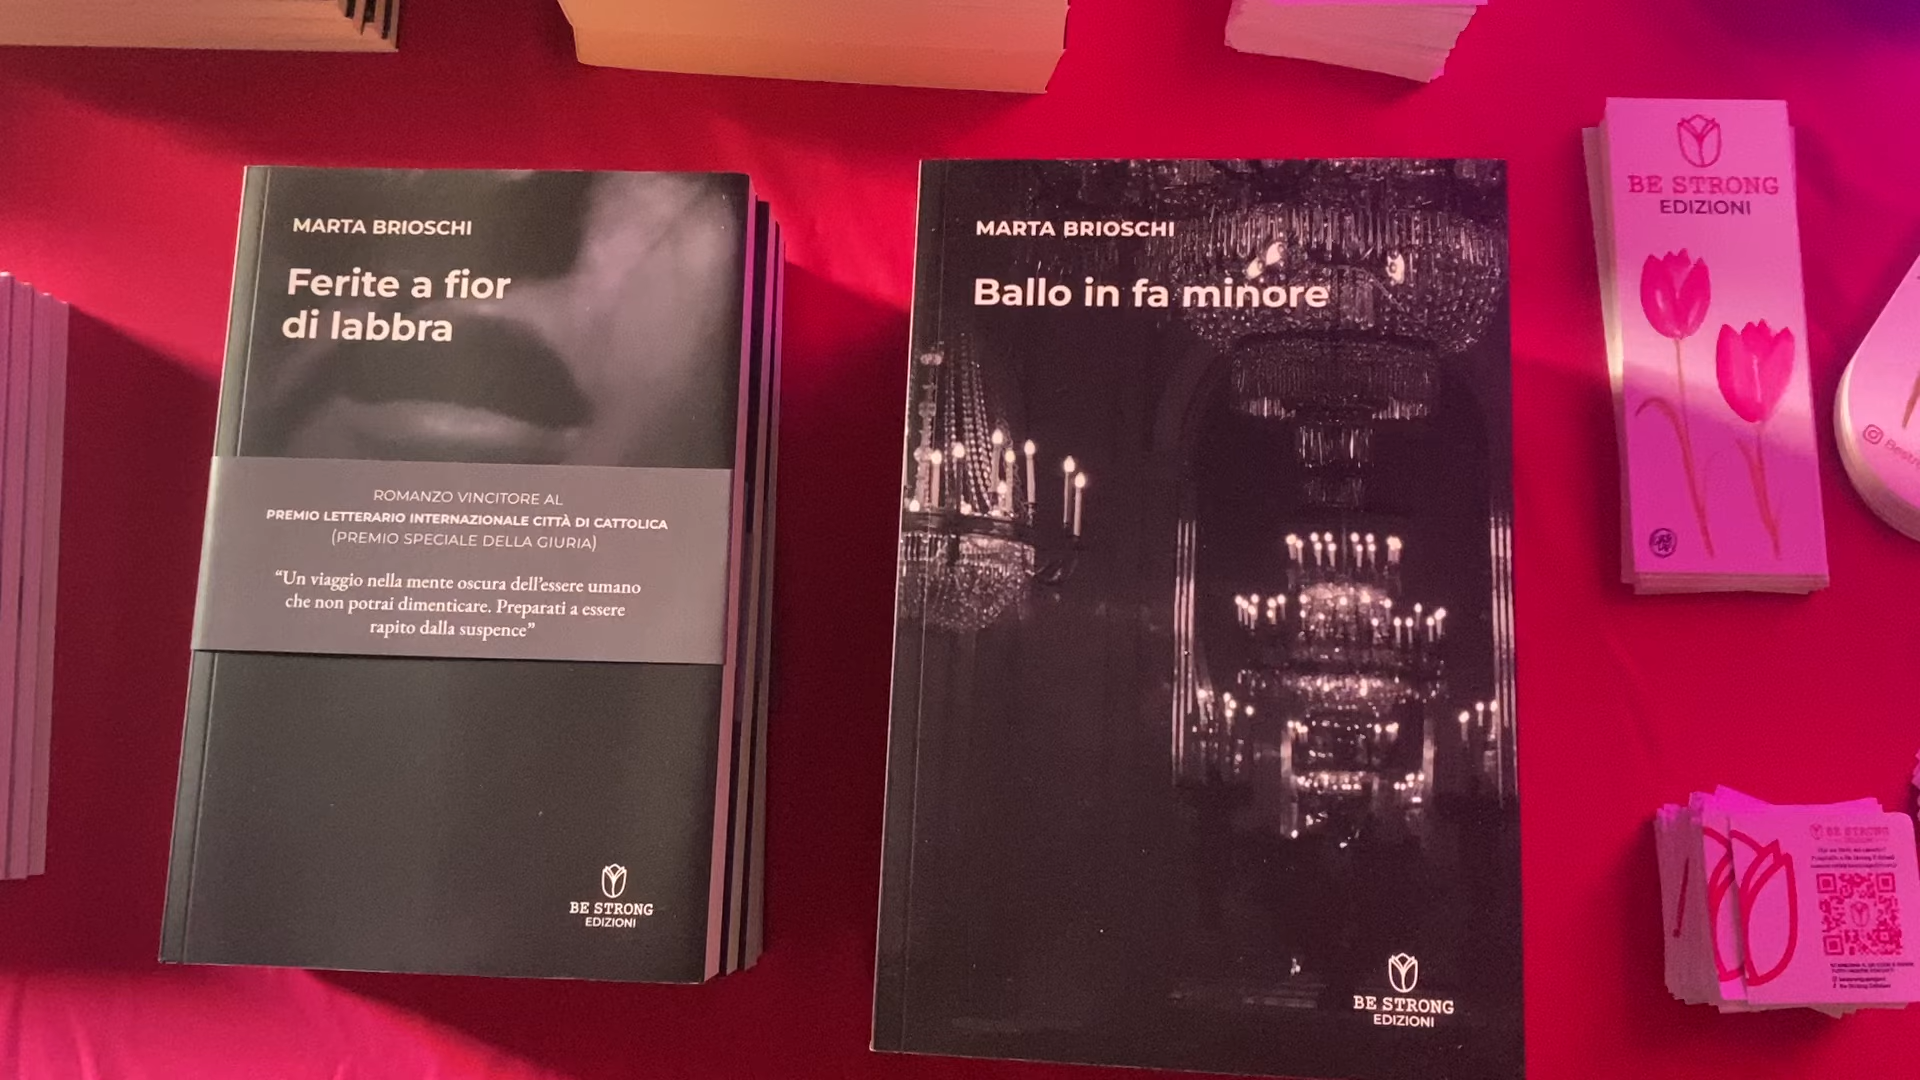 MARTA BRIOSCHI
Ferite a fior
di labbra
ROMANZO VINCITORE AL
PREMIO LETTERARIO INTERNAZIONALE CITTÀ DI CATTOLICA
(PREMIO SPECIALE DELLA GIURIA)
“Un viaggio nella mente oscura dell’essere umano
che non potrai dimenticare. Preparati a essere
rapito dalla suspence”
BE STRONG
EDIZIONI
MARTA BRIOSCHI
Ballo in fa minore
BE STRONG
EDIZIONI
BE STRONG
EDIZIONI
BE STRONG